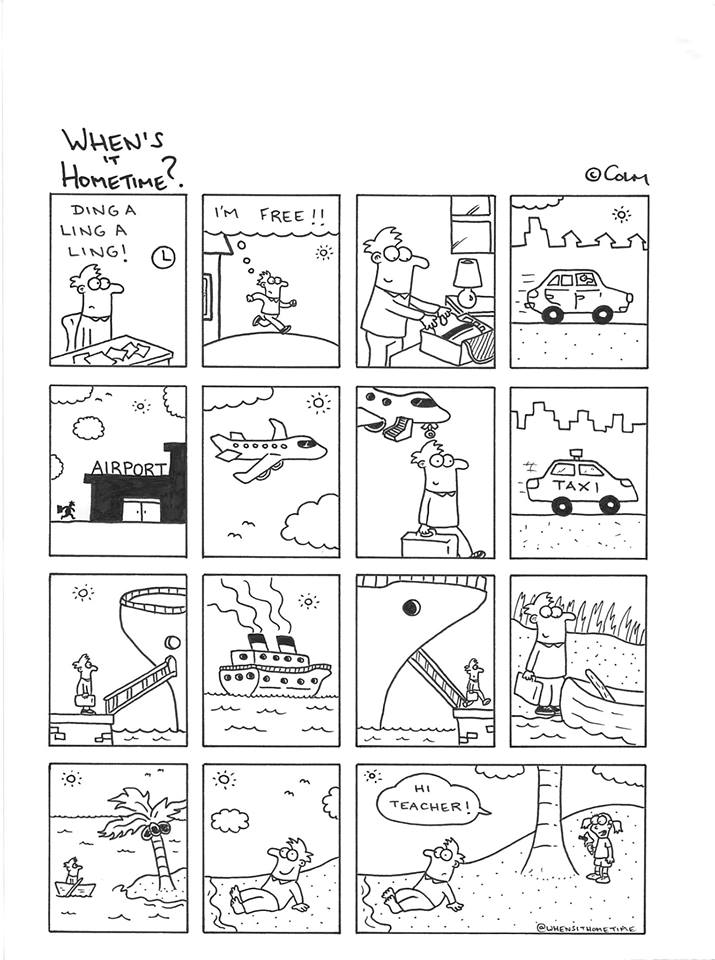 WHEN'S
IT
HOMETIME?.
© COLM
DING A
LING A
LING!
I'M FREE!!
AIRPORT
TAXI
HI
TEACHER!
@WHENSITHOMETIME